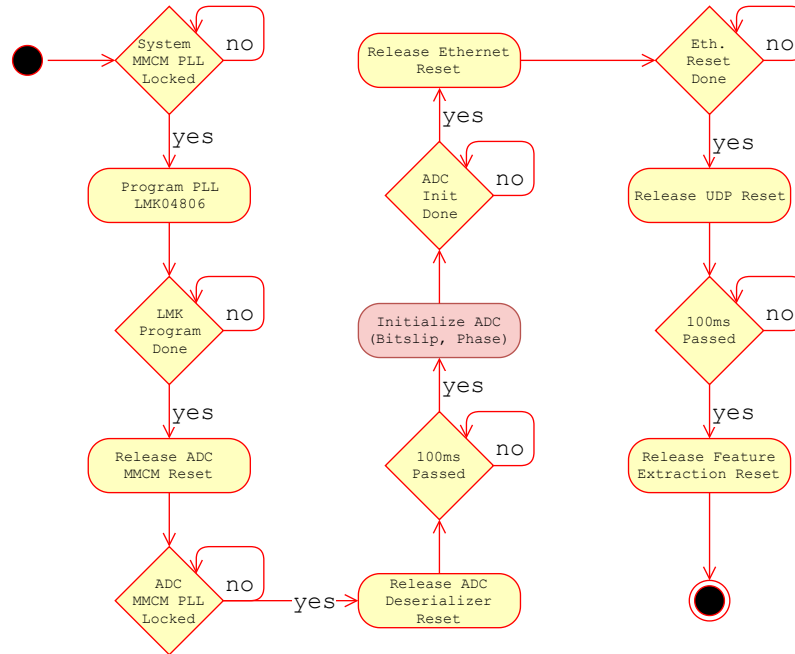 System
MMCM PLL
Locked
no
yes
Program PLL
LMK04806
LMK
Program
Done
no
yes
Release ADC
MMCM Reset
ADC
MMCM PLL
Locked
no
yes
Release ADC
Deserializer
Reset
100ms
Passed
no
yes
Initialize ADC
(Bitslip, Phase)
ADC
Init
Done
no
yes
Release Ethernet
Reset
Eth.
Reset
Done
no
yes
Release UDP Reset
100ms
Passed
no
yes
Release Feature
Extraction Reset